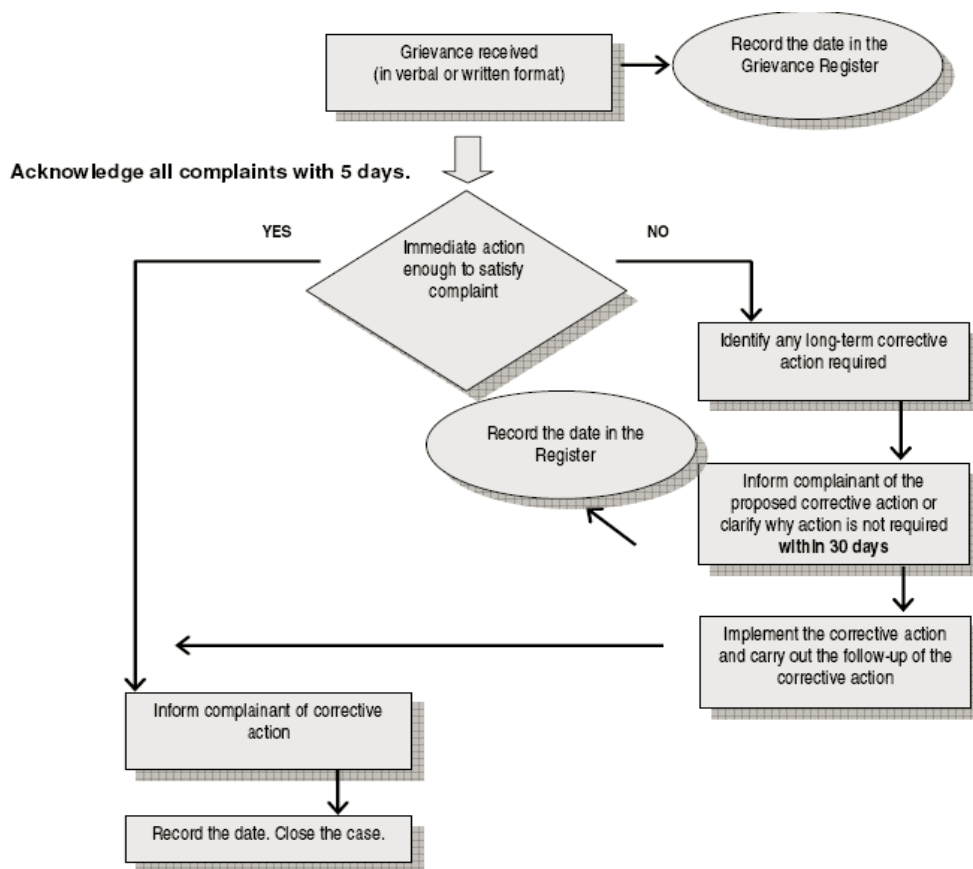 Grievance received
(in verbal or written format)
Record the date in the
Grievance Register
Acknowledge all complaints with 5 days.
YES
Immediate action
enough to satisfy
complaint
NO
Identify any long-term corrective
action required
Record the date in the
Register
Inform complainant of the
proposed corrective action or
clarify why action is not required
within 30 days
Implement the corrective action
and carry out the follow-up of the
corrective action
Inform complainant of corrective
action
Record the date. Close the case.